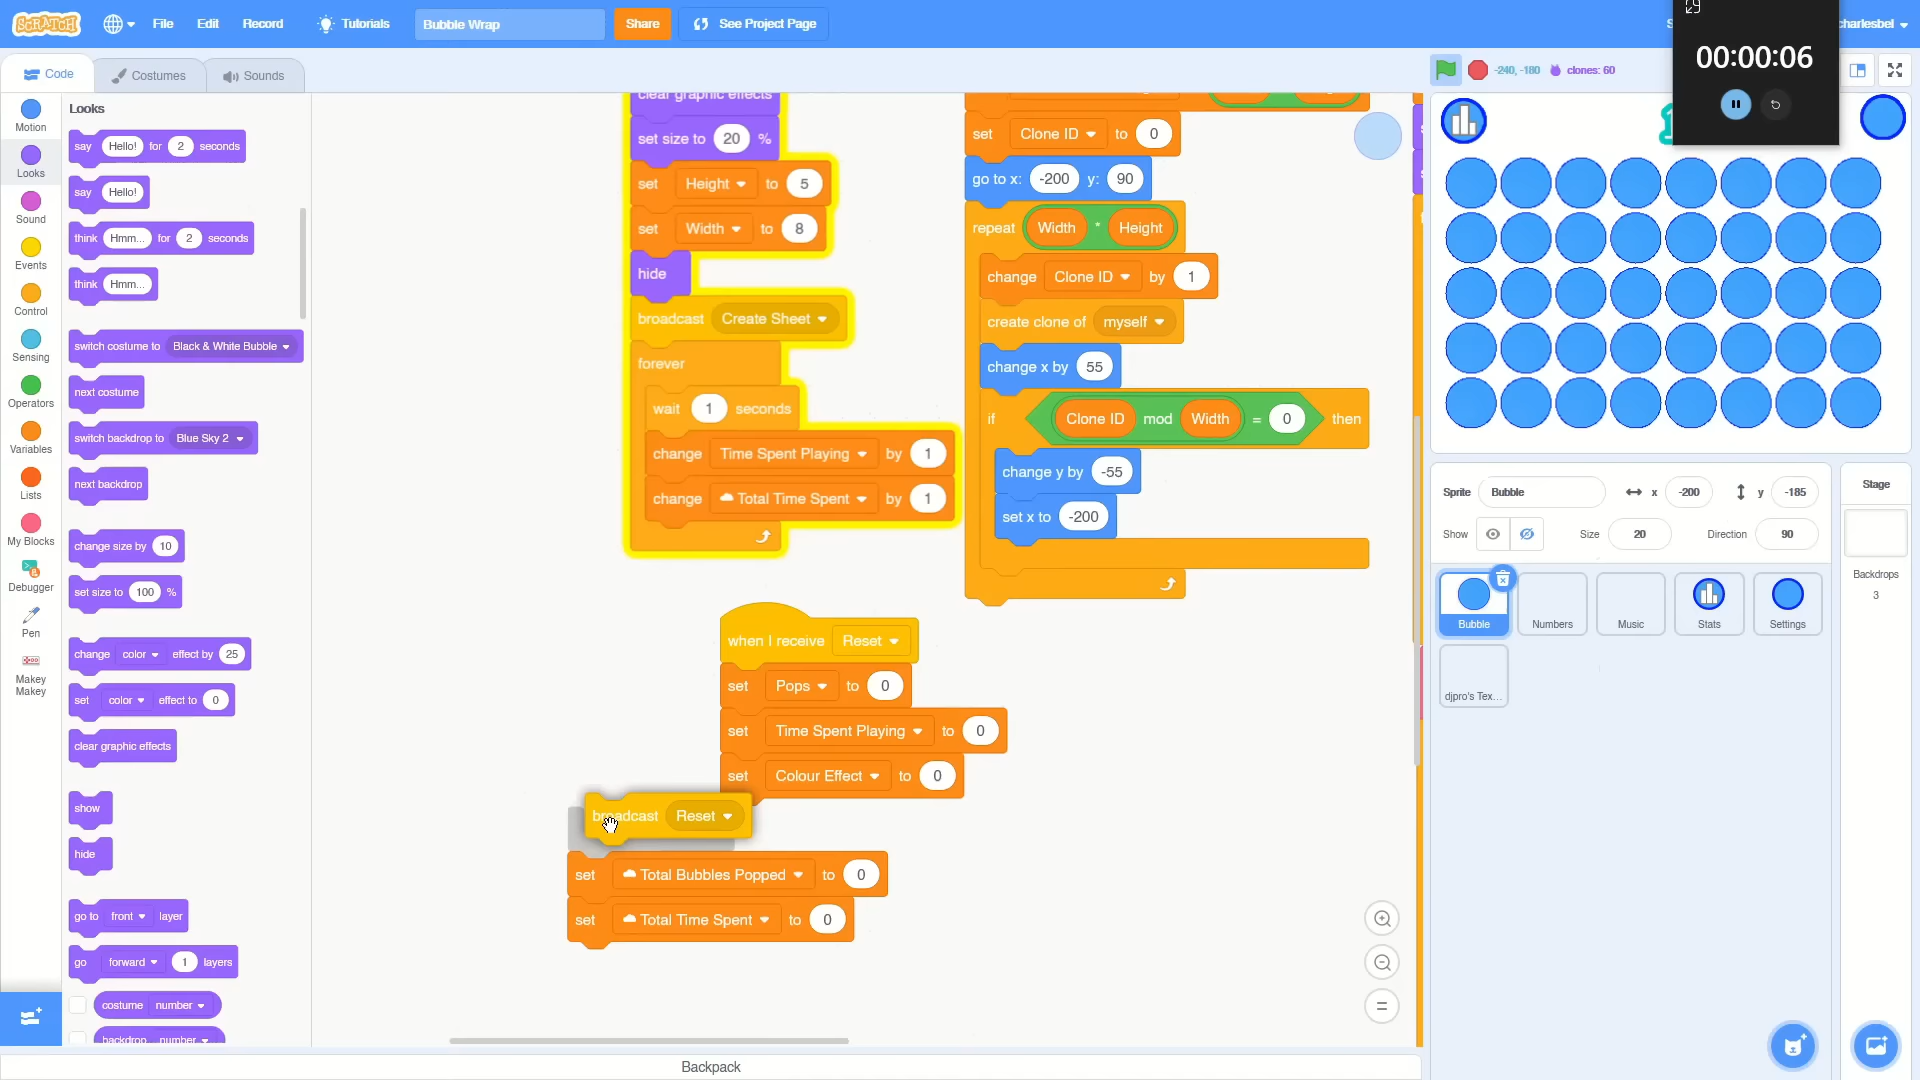 SCRATCH File Edit Record Tutorials Bubble Wrap Share See Project Page charlesbel
00:00:06
Code Costumes Sounds -240, -180 clones: 60
Motion
Looks
Sound
Events
Control
Sensing
Operators
Variables
Lists
My Blocks
Debugger
Pen
Makey
Makey
Looks
say Hello! for 2 seconds
say Hello!
think Hmm... for 2 seconds
think Hmm...
switch costume to Black & White Bubble
next costume
switch backdrop to Blue Sky 2
next backdrop
change size by 10
set size to 100 %
change color effect by 25
set color effect to 0
clear graphic effects
show
hide
go to front layer
go forward 1 layers
costume number
backdrop number
clear graphic effects
set size to 20 %
set Height to 5
set Width to 8
hide
broadcast Create Sheet
forever
wait 1 seconds
change Time Spent Playing by 1
change Total Time Spent by 1
set Clone ID to 0
go to x: -200 y: 90
repeat Width * Height
change Clone ID by 1
create clone of myself
change x by 55
if Clone ID mod Width = 0 then
change y by -55
set x to -200
when I receive Reset
set Pops to 0
set Time Spent Playing to 0
set Colour Effect to 0
broadcast Reset
set Total Bubbles Popped to 0
set Total Time Spent to 0
Sprite Bubble x -200 y -185
Show Size 20 Direction 90
Bubble Numbers Music Stats Settings
djpro's Tex...
Stage
Backdrops
3
Backpack